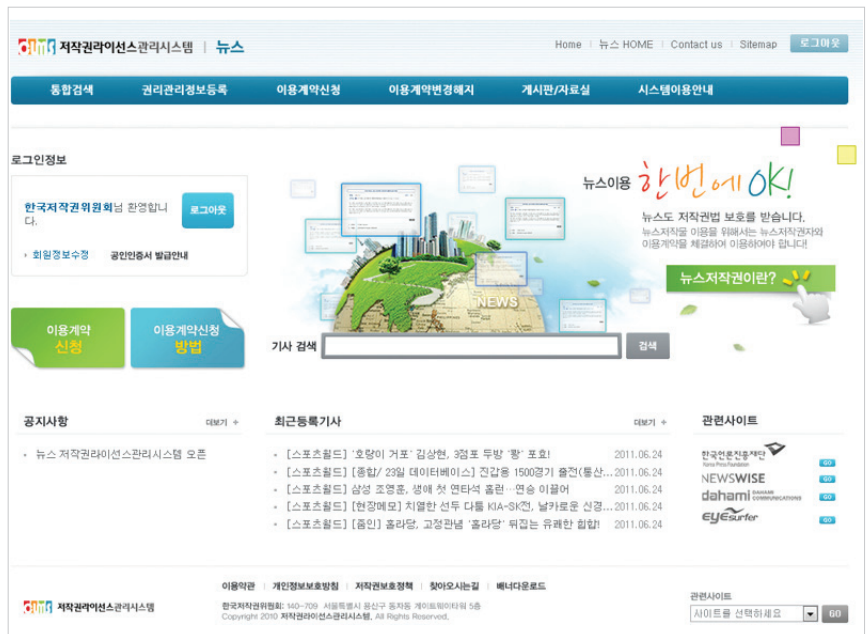 저작권라이선스관리시스템 | 뉴스
Home | 뉴스 HOME | Contact us | Sitemap
로그아웃
통합검색 권리관리정보등록 이용계약신청 이용계약변경해지 게시판/자료실 시스템이용안내
로그인정보
한국저작권위원회님 환영합니
다.
로그아웃
회원정보수정 공인인증서 발급안내
이용계약
신청
이용계약신청
방법
뉴스이용 한번에 OK!
뉴스도 저작권법 보호를 받습니다.
뉴스저작물 이용을 위해서는 뉴스저작권자와
이용계약을 체결하여 이용하여야 합니다!
뉴스저작권이란?
NEWS
기사 검색
검색
공지사항 더보기 +
뉴스 저작권라이선스관리시스템 오픈
최근등록기사 더보기 +
[스포츠월드] '호랑이 거포' 김상현, 3점포 두방 '쾅' 포효! 2011.06.24
[스포츠월드] [종합/ 23일 데이터베이스] 진갑용 1500경기 출전(통산... 2011.06.24
[스포츠월드] 삼성 조영훈, 생애 첫 연타석 홈런…연승 이끌어 2011.06.24
[스포츠월드] [현장메모] 치열한 선두 다툼 KIA-SK전, 날카로운 신경... 2011.06.24
[스포츠월드] [줌인] 홀라당, 고정관념 '홀라당' 뒤집는 유쾌한 힙합! 2011.06.24
관련사이트
한국언론진흥재단
Korea Press Foundation
GO
NEWSWISE
GO
dahami DAHAMI COMMUNICATIONS
GO
EYEsurfer
GO
이용약관 | 개인정보보호방침 | 저작권보호정책 | 찾아오시는길 | 배너다운로드
저작권라이선스관리시스템
한국저작권위원회: 140-709 서울특별시 용산구 동자동 게이트웨이타워 5층
Copyright 2010 저작권라이선스관리시스템, All Rights Reserved.
관련사이트
사이트를 선택하세요
GO